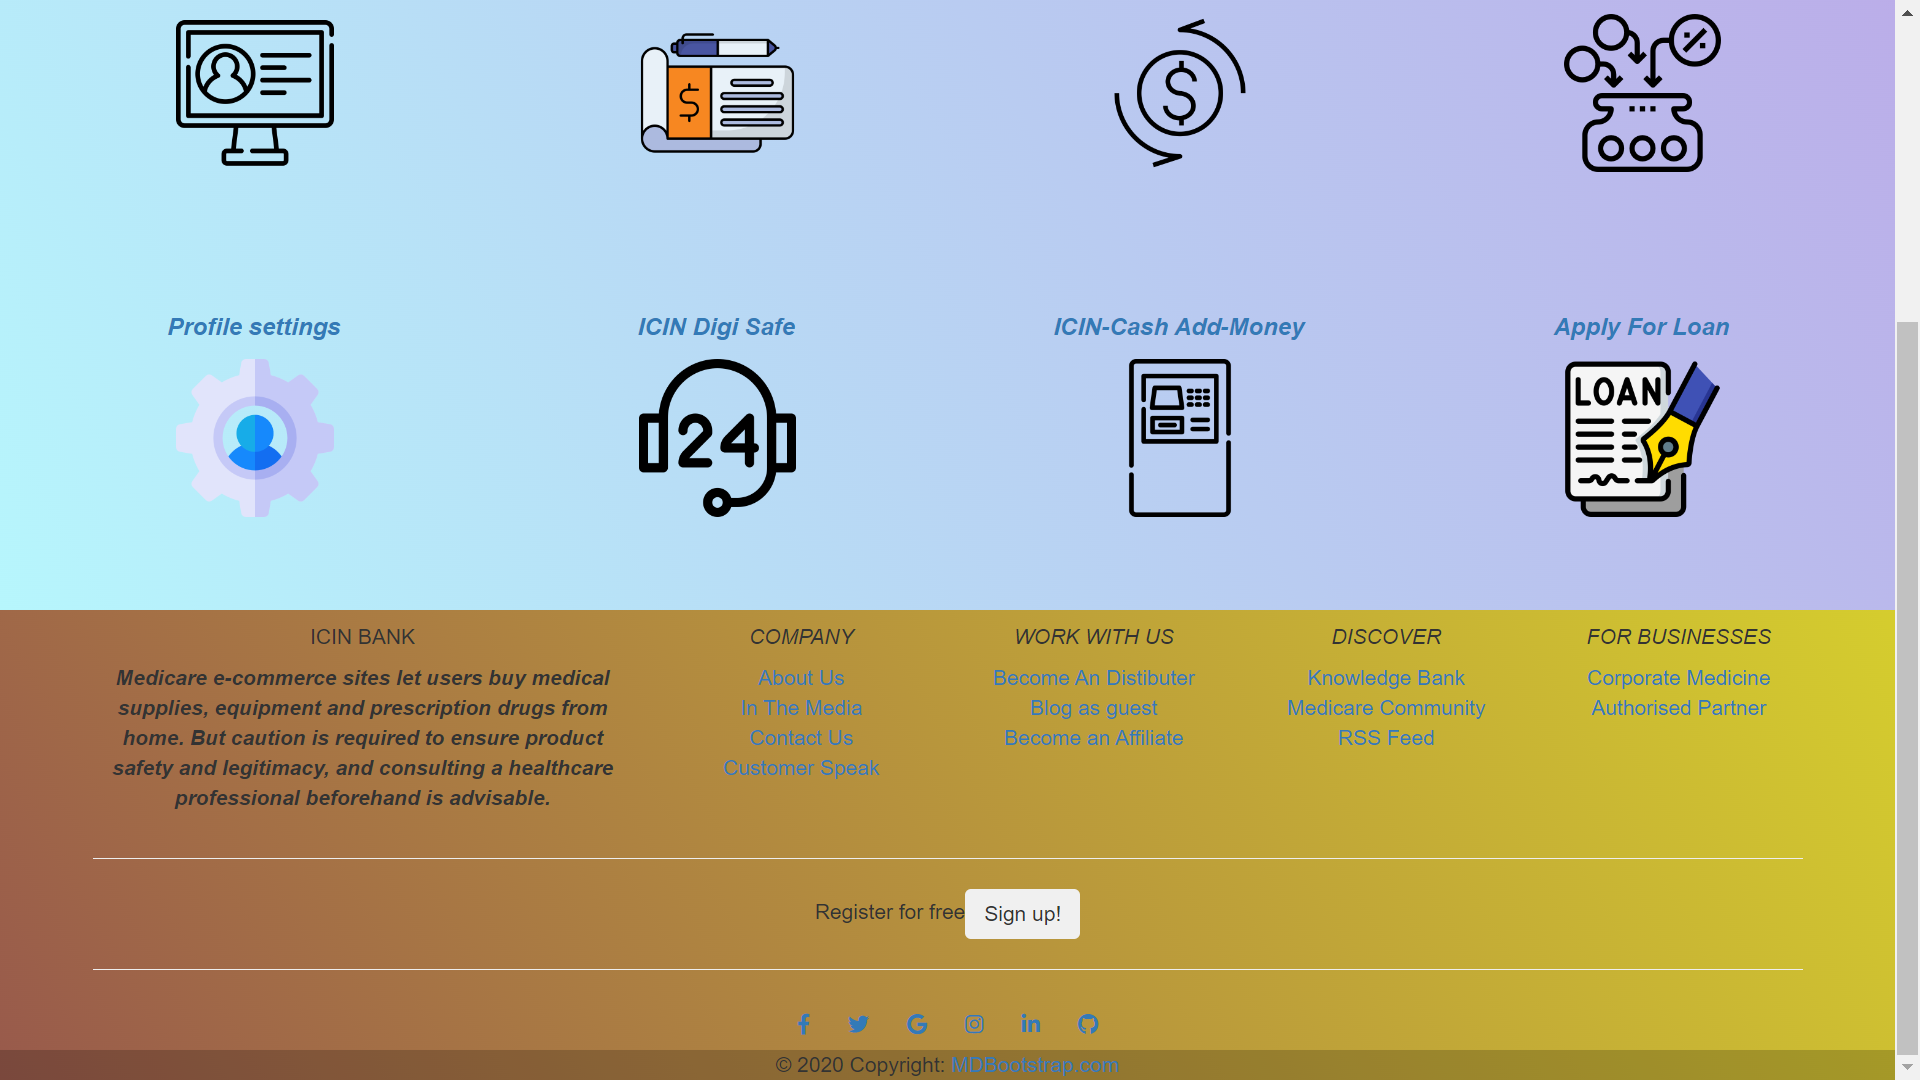 Profile settings
ICIN Digi Safe
ICIN-Cash Add-Money
Apply For Loan
24
LOAN
ICIN BANK
Medicare e-commerce sites let users buy medical
supplies, equipment and prescription drugs from
home. But caution is required to ensure product
safety and legitimacy, and consulting a healthcare
professional beforehand is advisable.
COMPANY
About Us
In The Media
Contact Us
Customer Speak
WORK WITH US
Become An Distibuter
Blog as guest
Become an Affiliate
DISCOVER
Knowledge Bank
Medicare Community
RSS Feed
FOR BUSINESSES
Corporate Medicine
Authorised Partner
Register for free Sign up!
© 2020 Copyright: MDBootstrap.com